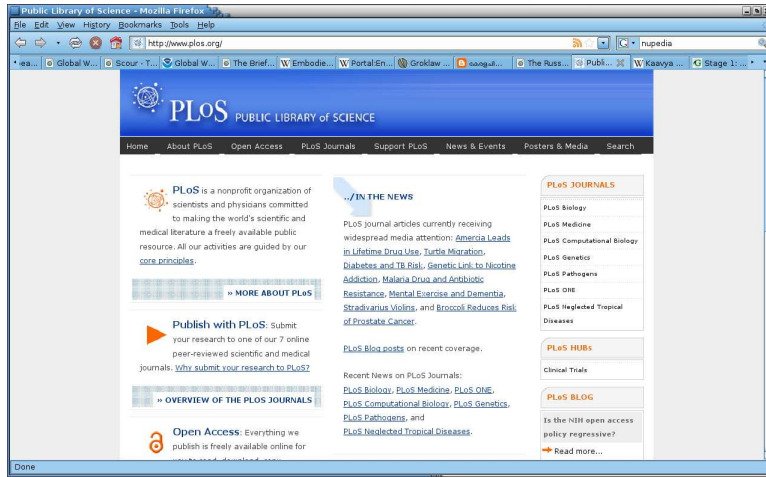 Public Library of Science - Mozilla Firefox
File Edit View History Bookmarks Tools Help
http://www.plos.org/
nupedia
Global W... Scour - T... Global W... The Brief... Embodie... Portal:En... Groklaw ... The Russ... Publi... Kaavya ... Stage 1: ...
PLoS PUBLIC LIBRARY of SCIENCE
Home About PLoS Open Access PLoS Journals Support PLoS News & Events Posters & Media Search
PLoS is a nonprofit organization of
scientists and physicians committed
to making the world's scientific and
medical literature a freely available public
resource. All our activities are guided by our
core principles.
» MORE ABOUT PLoS
Publish with PLoS: Submit
your research to one of our 7 online
peer-reviewed scientific and medical
journals. Why submit your research to PLoS?
» OVERVIEW OF THE PLOS JOURNALS
Open Access: Everything we
publish is freely available online for
you to read, download, copy,
../IN THE NEWS
PLoS journal articles currently receiving
widespread media attention: Amercia Leads
in Lifetime Drug Use, Turtle Migration,
Diabetes and TB Risk, Genetic Link to Nicotine
Addiction, Malaria Drug and Antibiotic
Resistance, Mental Exercise and Dementia,
Stradivarius Violins, and Broccoli Reduces Risk
of Prostate Cancer.
PLoS Blog posts on recent coverage.
Recent News on PLoS Journals:
PLoS Biology, PLoS Medicine, PLoS ONE,
PLoS Computational Biology, PLoS Genetics,
PLoS Pathogens, and
PLoS Neglected Tropical Diseases.
PLoS JOURNALS
PLoS Biology
PLoS Medicine
PLoS Computational Biology
PLoS Genetics
PLoS Pathogens
PLoS ONE
PLoS Neglected Tropical
Diseases
PLoS HUBs
Clinical Trials
PLoS BLOG
Is the NIH open access
policy regressive?
Read more...
Done